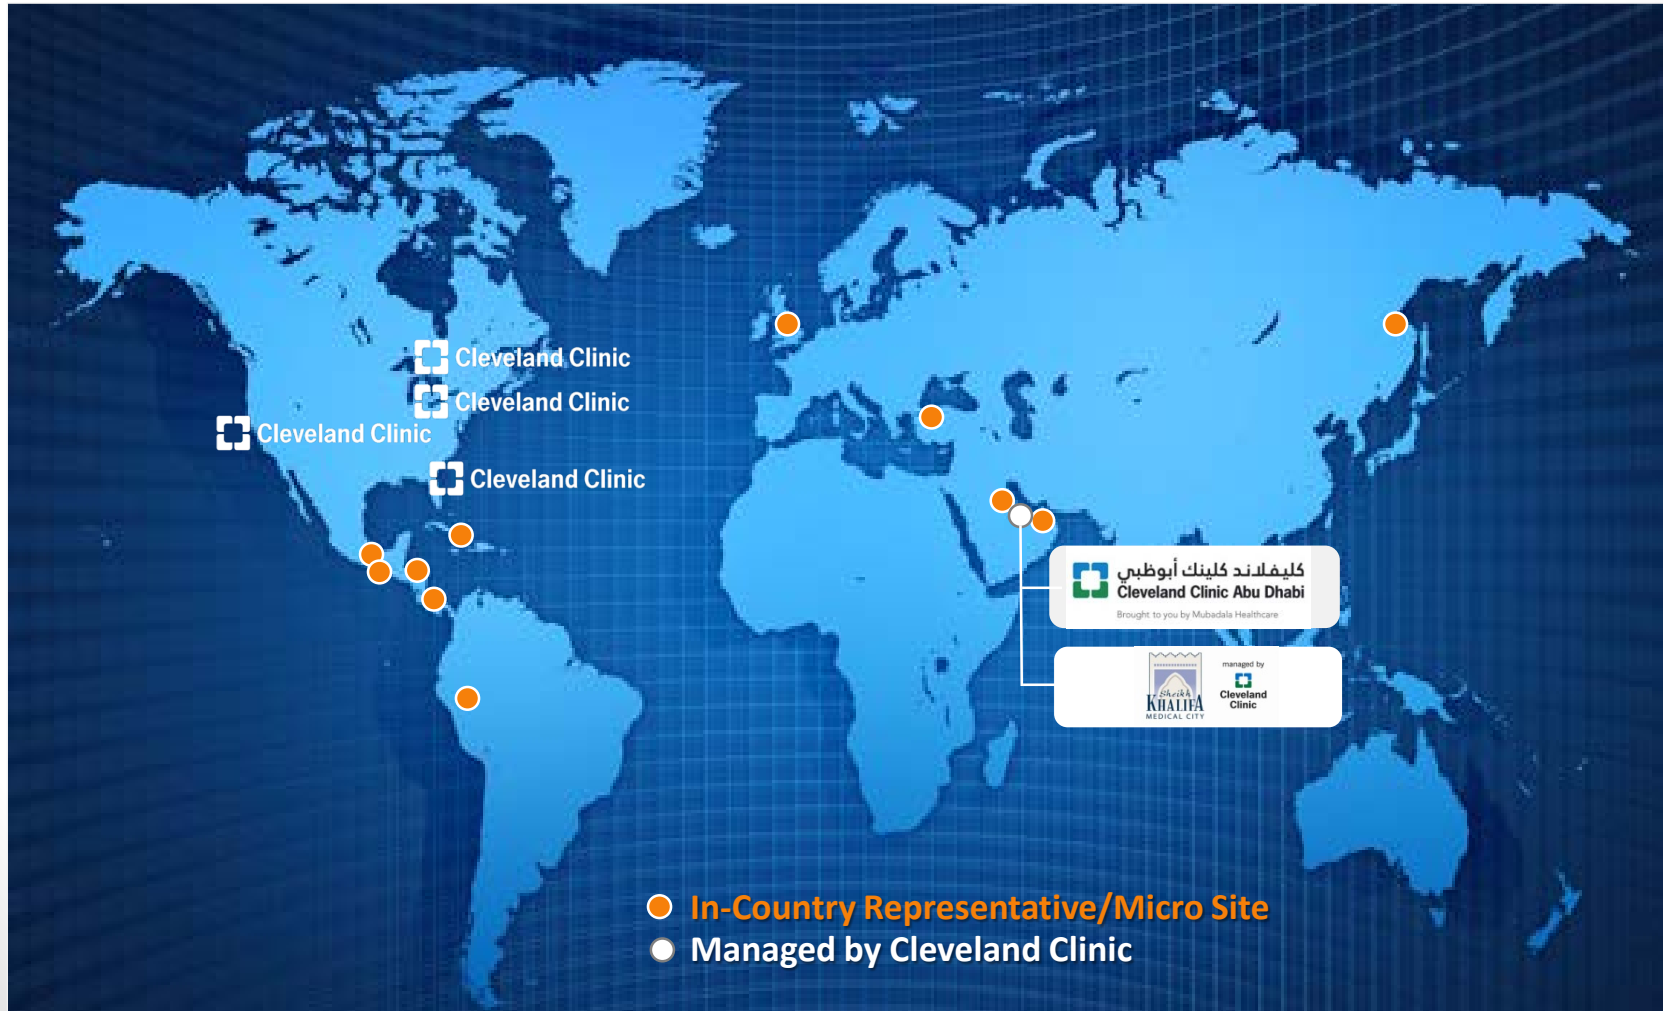 Cleveland Clinic
Cleveland Clinic
Cleveland Clinic
Cleveland Clinic
كليفلاند كلينك أبوظبي
Cleveland Clinic Abu Dhabi
Brought to you by Mubadala Healthcare
Sheikh
KHALIFA
MEDICAL CITY
managed by
Cleveland
Clinic
In-Country Representative/Micro Site
Managed by Cleveland Clinic